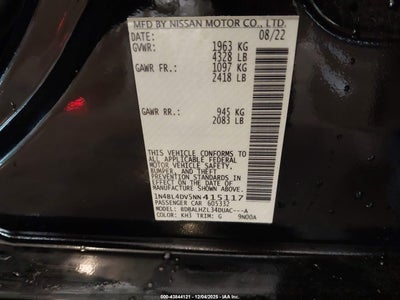 MFD BY NISSAN MOTOR CO., LTD.
DATE: 08/22
GVWR: 1963 KG
4328 LB
GAWR FR.: 1097 KG
2418 LB
GAWR RR.: 945 KG
2083 LB
THIS VEHICLE CONFORMS TO
ALL APPLICABLE FEDERAL
MOTOR VEHICLE SAFETY,
BUMPER, AND THEFT
PREVENTION STANDARDS
IN EFFECT ON THE DATE OF
MANUFACTURE SHOWN ABOVE.
1N4BL4DV5NN415117
PASSENGER CAR 605332
MODEL: BDBALHZL34DUAC---A
COLOR: KH3 TRIM: G 9N00A
ID: 43844121 - 12/04/2025 - IAA